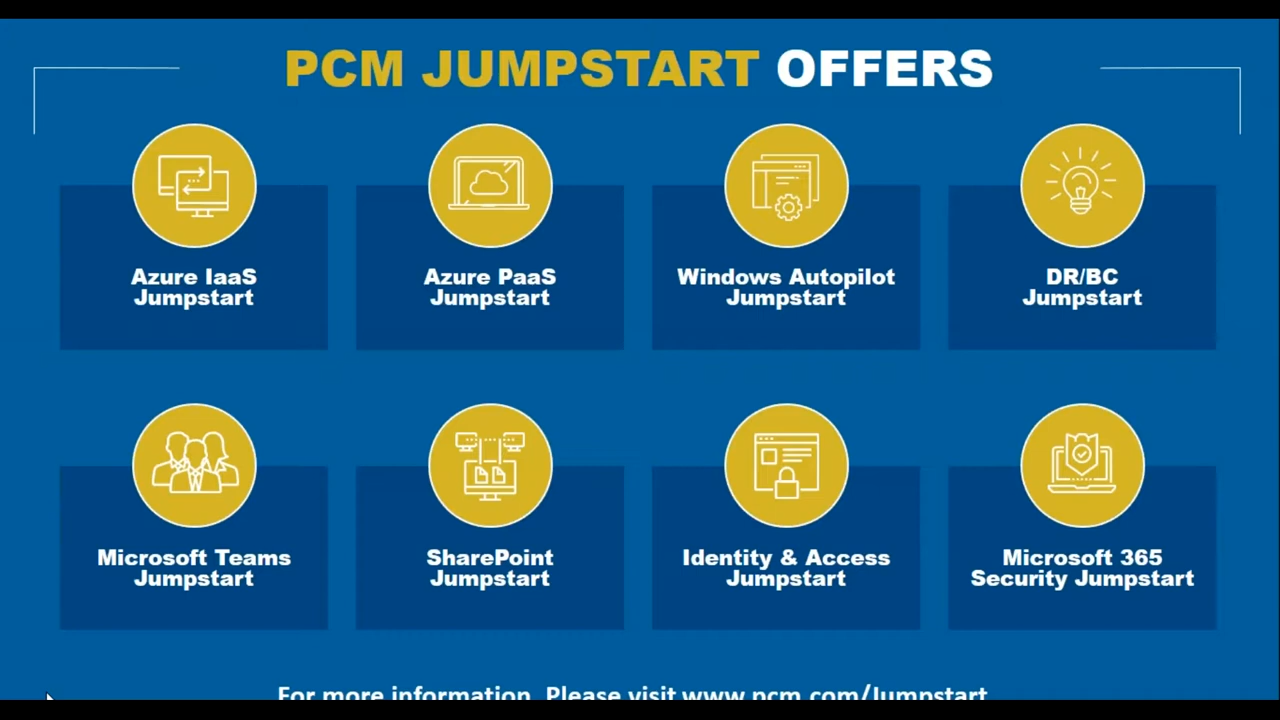 PCM JUMPSTART OFFERS
Azure IaaS
Jumpstart
Azure PaaS
Jumpstart
Windows Autopilot
Jumpstart
DR/BC
Jumpstart
Microsoft Teams
Jumpstart
SharePoint
Jumpstart
Identity & Access
Jumpstart
Microsoft 365
Security Jumpstart
For more information, Please visit www.pcm.com/Jumpstart